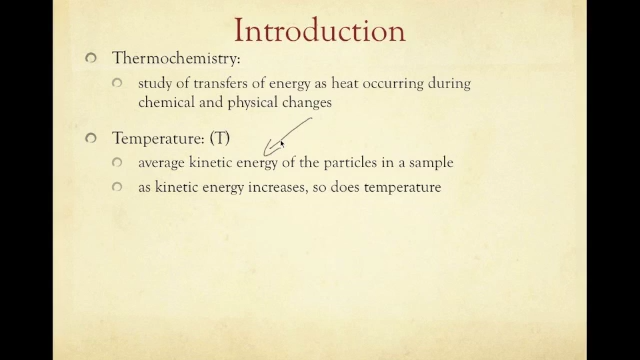 Introduction
Thermochemistry:
study of transfers of energy as heat occurring during
chemical and physical changes
Temperature: (T)
average kinetic energy of the particles in a sample
as kinetic energy increases, so does temperature